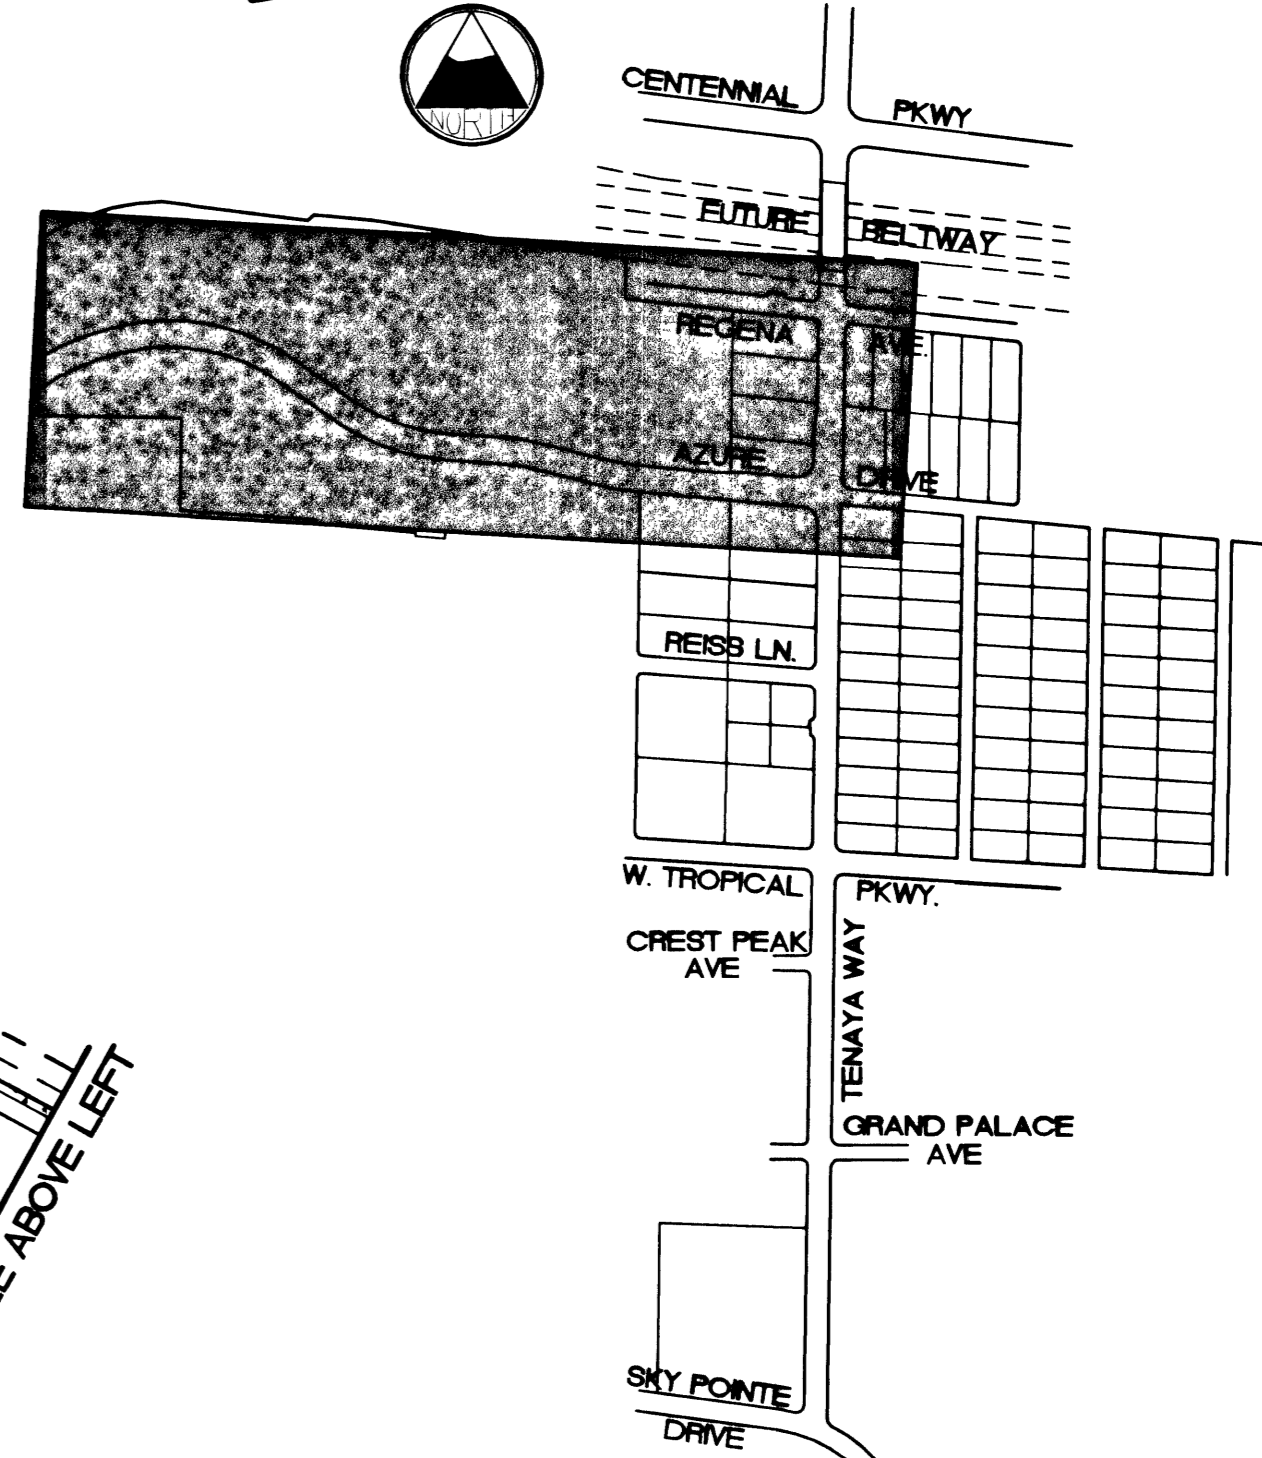 NORTH
CENTENNIAL PKWY
FUTURE BELTWAY
REGENA AVE.
AZURE DRIVE
REISS LN.
W. TROPICAL PKWY.
CREST PEAK
AVE
TENAYA WAY
GRAND PALACE
AVE
ABOVE LEFT
SKY POINTE
DRIVE